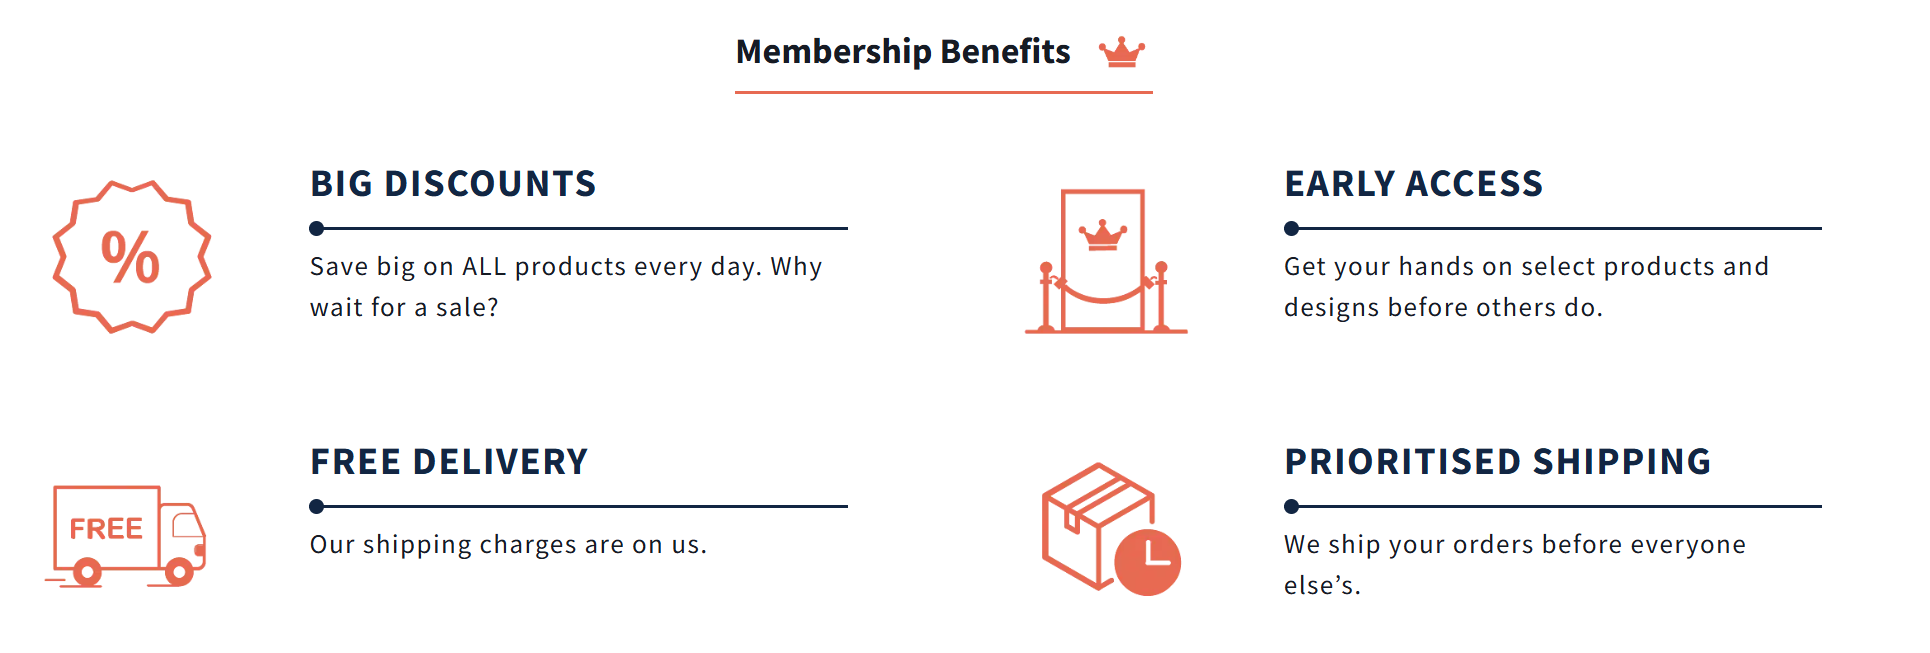 Membership Benefits
%
BIG DISCOUNTS
Save big on ALL products every day. Why
wait for a sale?
EARLY ACCESS
Get your hands on select products and
designs before others do.
FREE
FREE DELIVERY
Our shipping charges are on us.
PRIORITISED SHIPPING
We ship your orders before everyone
else’s.